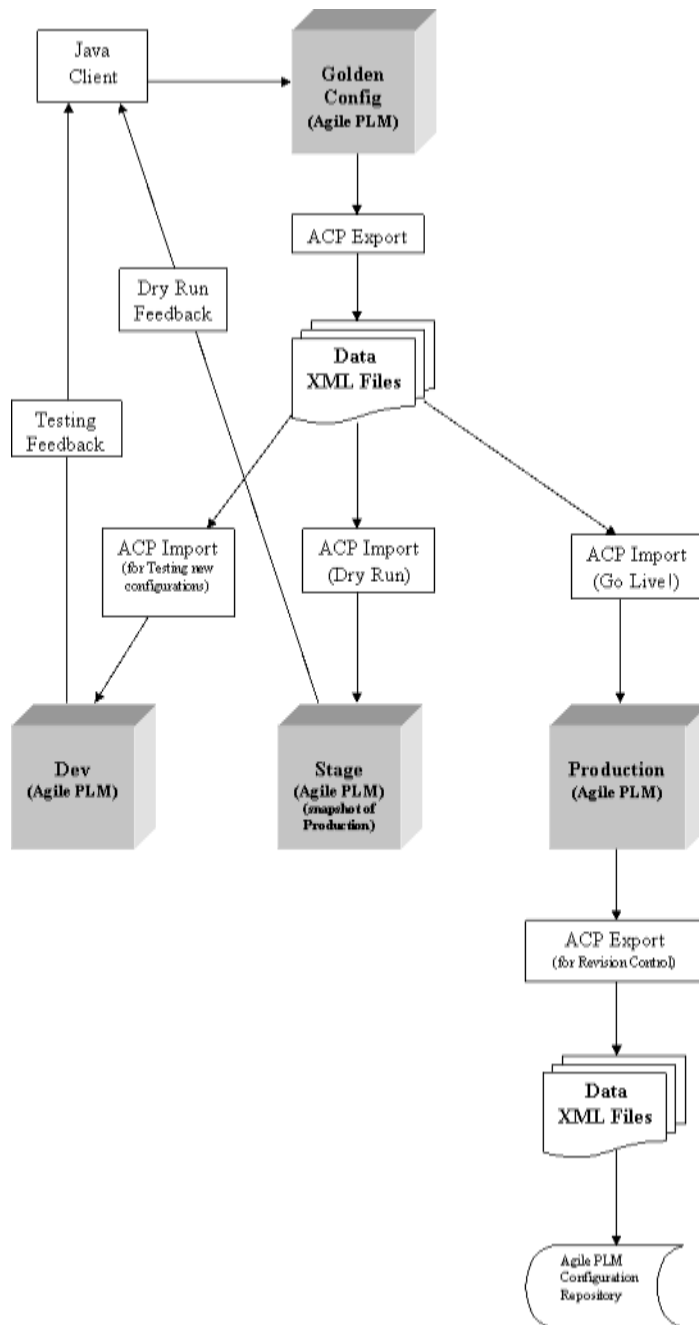 Java
Client
Golden
Config
(Agile PLM)
ACP Export
Dry Run
Feedback
Data
XML Files
Testing
Feedback
ACP Import
(for Testing new
configurations)
ACP Import
(Dry Run)
ACP Import
(Go Live!)
Dev
(Agile PLM)
Stage
(Agile PLM)
(snapshot of
Production)
Production
(Agile PLM)
ACP Export
(for Revision Control)
Data
XML Files
Agile PLM
Configuration
Repository